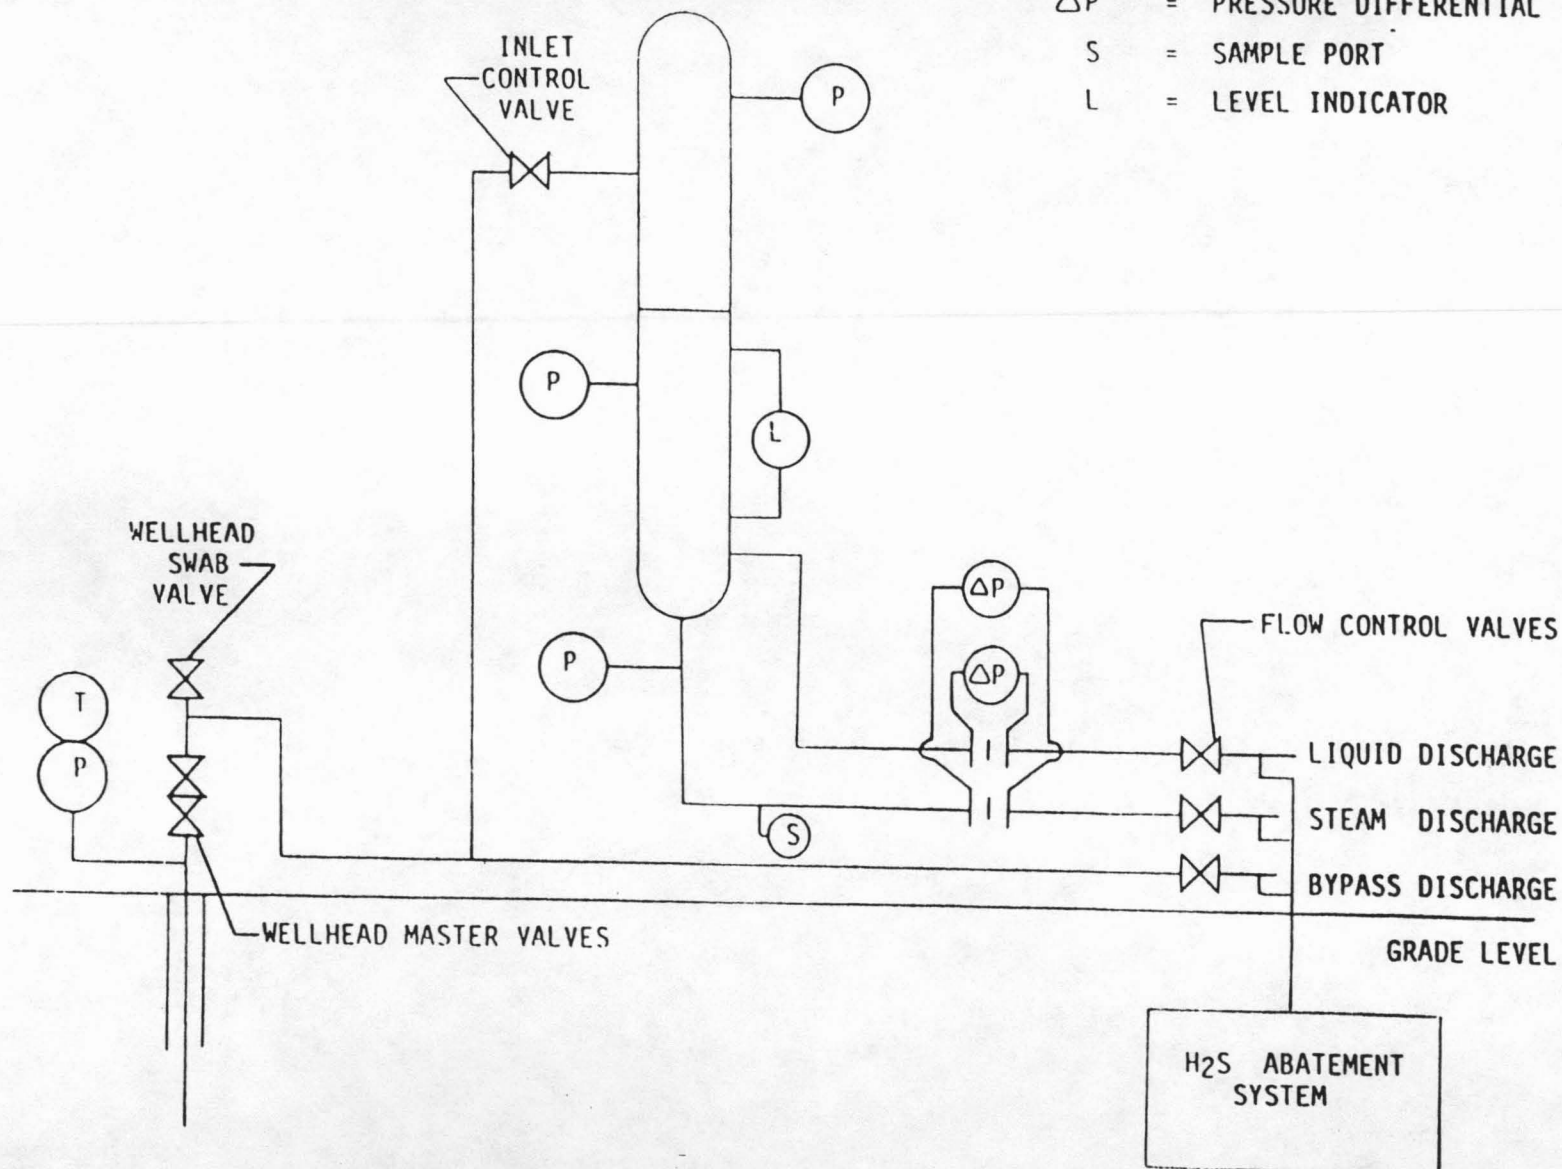 ΔP = PRESSURE DIFFERENTIAL
S = SAMPLE PORT
L = LEVEL INDICATOR
INLET
CONTROL
VALVE
P
P
L
WELLHEAD
SWAB
VALVE
ΔP
FLOW CONTROL VALVES
P
ΔP
T
P
LIQUID DISCHARGE
STEAM DISCHARGE
S
BYPASS DISCHARGE
WELLHEAD MASTER VALVES
GRADE LEVEL
H2S ABATEMENT
SYSTEM